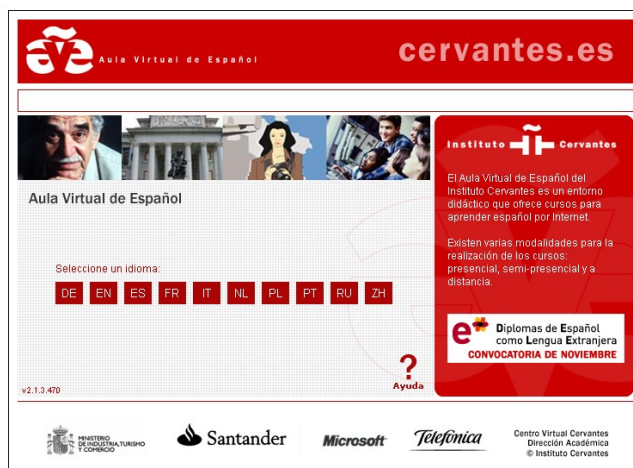 avе Aula Virtual de Español
cervantes.es
Aula Virtual de Español
Seleccione un idioma:
DE EN ES FR IT NL PL PT RU ZH
? 
Ayuda
v2.1.3.470
Instituto Cervantes
El Aula Virtual de Español del
Instituto Cervantes es un entorno
didáctico que ofrece cursos para
aprender español por Internet.
Existen varias modalidades para la
realización de los cursos:
presencial, semi-presencial y a
distancia.
e Diplomas de Español
como Lengua Extranjera
CONVOCATORIA DE NOVIEMBRE
MINISTERIO
DE INDUSTRIA, TURISMO
Y COMERCIO
Santander
Microsoft
Telefónica
Centro Virtual Cervantes
Dirección Académica
© Instituto Cervantes